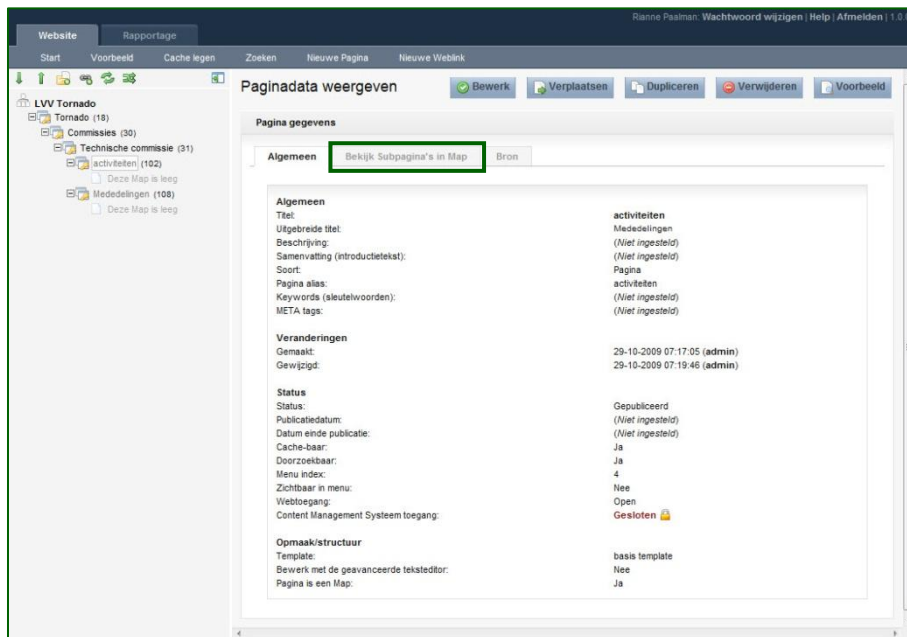 Rianne Paalman: Wachtwoord wijzigen | Help | Afmelden | 1.0.
Website Rapportage
Start Voorbeeld Cache legen Zoeken Nieuwe Pagina Nieuwe Weblink
LVV Tornado
Tornado (18)
Commissies (30)
Technische commissie (31)
activiteiten (102)
Deze Map is leeg
Mededelingen (108)
Deze Map is leeg
Paginadata weergeven Bewerk Verplaatsen Dupliceren Verwijderen Voorbeeld
Pagina gegevens
Algemeen Bekijk Subpagina's in Map Bron
Algemeen
Titel: activiteiten
Uitgebreide titel: Mededelingen
Beschrijving: (Niet ingesteld)
Samenvatting (introductietekst): (Niet ingesteld)
Soort: Pagina
Pagina alias: activiteiten
Keywords (sleutelwoorden): (Niet ingesteld)
META tags: (Niet ingesteld)
Veranderingen
Gemaakt: 29-10-2009 07:17:05 (admin)
Gewijzigd: 29-10-2009 07:19:46 (admin)
Status
Status: Gepubliceerd
Publicatiedatum: (Niet ingesteld)
Datum einde publicatie: (Niet ingesteld)
Cache-baar: Ja
Doorzoekbaar: Ja
Menu index: 4
Zichtbaar in menu: Nee
Webtoegang: Open
Content Management Systeem toegang: Gesloten
Opmaak/structuur
Template: basis template
Bewerk met de geavanceerde teksteditor: Nee
Pagina is een Map: Ja